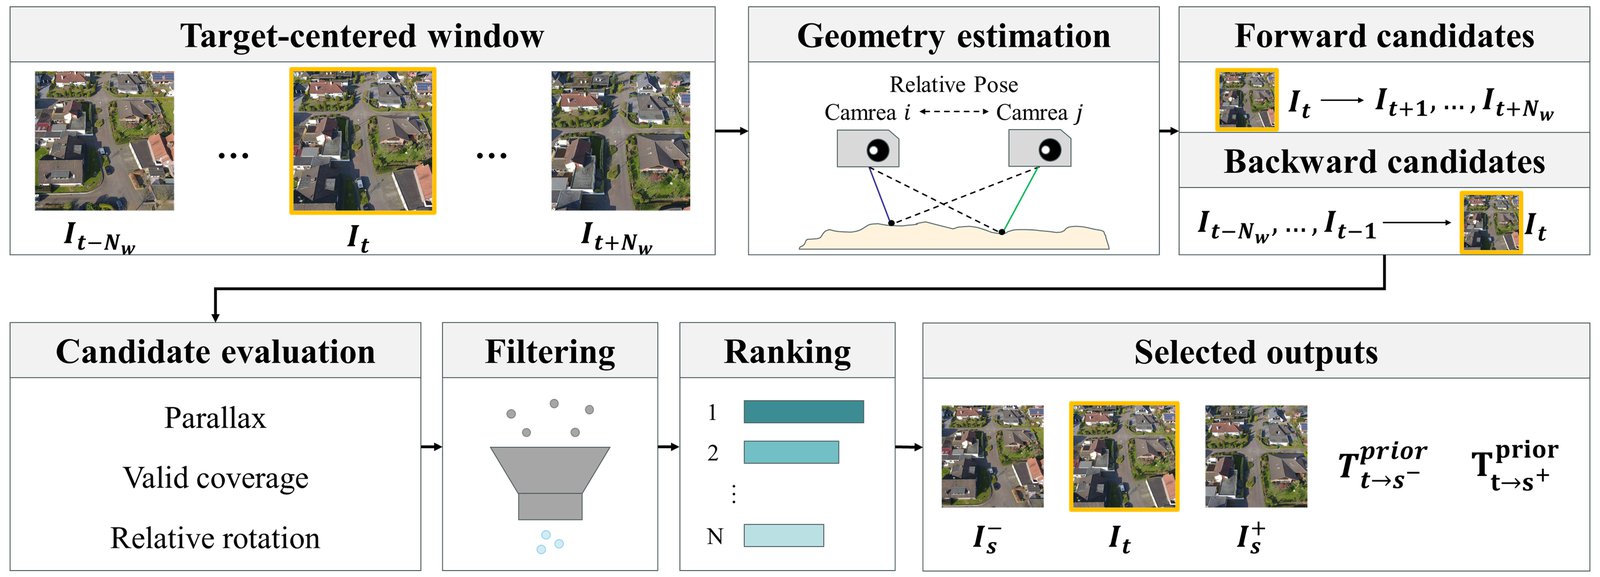 Target-centered window
... ...
I_{t−N_w} I_t I_{t+N_w}
Geometry estimation
Relative Pose
Camrea i Camrea j
Forward candidates
I_t → I_{t+1}, ... , I_{t+N_w}
Backward candidates
I_{t−N_w}, ... , I_{t−1} → I_t
Candidate evaluation
Parallax
Valid coverage
Relative rotation
Filtering
Ranking
1
2
⋮
N
Selected outputs
T^{prior}_{t→s^−} T^{prior}_{t→s^+}
I_s^− I_t I_s^+